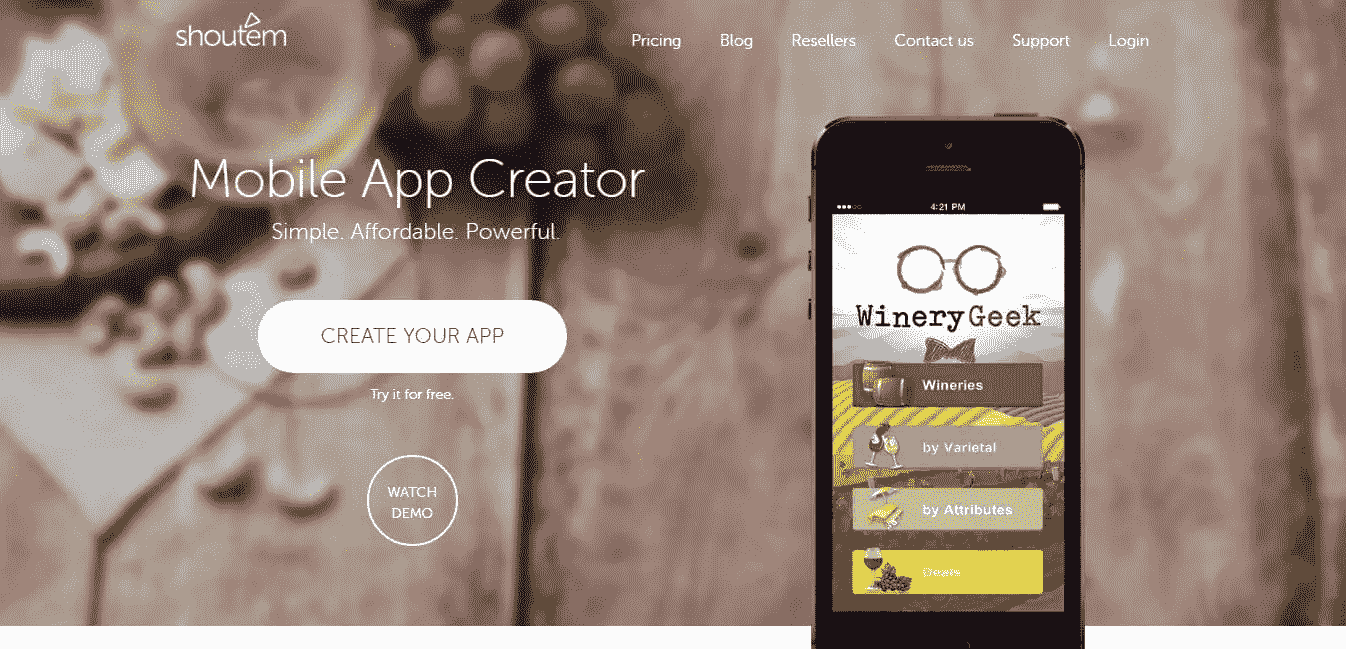 shoutem
Pricing Blog Resellers Contact us Support Login
Mobile App Creator
Simple. Affordable. Powerful.
CREATE YOUR APP
Try it for free.
WATCH
DEMO
4:21 PM
WineryGeek
Wineries
by Varietal
by Attributes
Deals